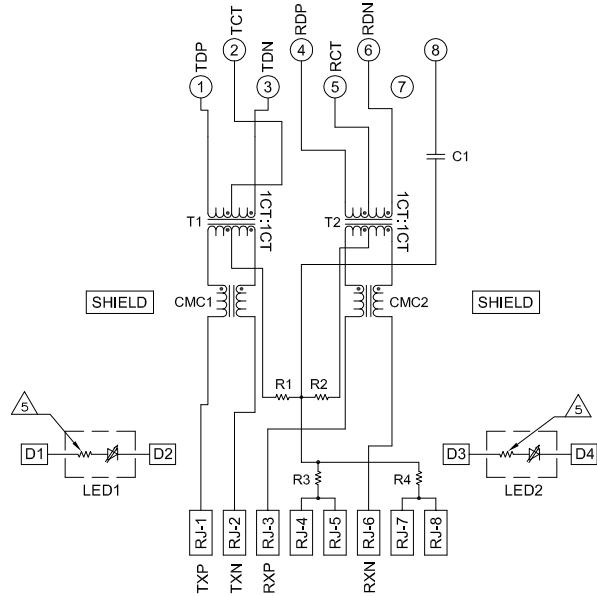 TDP
TCT
TDN
RDP
RCT
RDN
1
2
3
4
5
6
7
8
C1
T1
1CT:1CT
T2
1CT:1CT
SHIELD
CMC1
CMC2
SHIELD
R1
R2
5
5
D1
D2
LED1
D3
D4
LED2
R3
R4
RJ-1
RJ-2
RJ-3
RJ-4
RJ-5
RJ-6
RJ-7
RJ-8
TXP
TXN
RXP
RXN